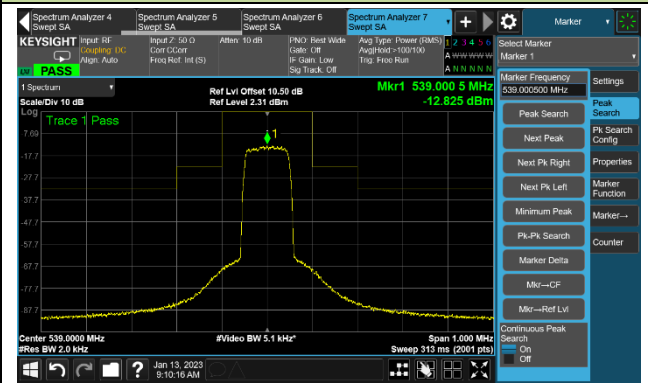 Spectrum Analyzer 4
Swept SA
Spectrum Analyzer 5
Swept SA
Spectrum Analyzer 6
Swept SA
Spectrum Analyzer 7
Swept SA
Marker
KEYSIGHT
Input: RF
Coupling: DC
Align: Auto
Input Z: 50 Ω
Corr CCorr
Freq Ref: Int (S)
Atten: 10 dB
PNO: Best Wide
Gate: Off
IF Gain: Low
Sig Track: Off
Avg Type: Power (RMS)
Avg|Hold:>100/100
Trig: Free Run
1 2 3 4 5 6
A W W W W W
A N N N N N
PASS
Select Marker
Marker 1
1 Spectrum
Scale/Div 10 dB
Ref Lvl Offset 10.50 dB
Ref Level 2.31 dBm
Mkr1 539.000 5 MHz
-12.825 dBm
Log
Trace 1 Pass
1
-7.69
-17.7
-27.7
-37.7
-47.7
-57.7
-67.7
-77.7
-87.7
Center 539.0000 MHz
#Res BW 2.0 kHz
#Video BW 5.1 kHz*
Span 1.000 MHz
Sweep 313 ms (2001 pts)
Marker Frequency
539.000500 MHz
Peak Search
Next Peak
Next Pk Right
Next Pk Left
Minimum Peak
Pk-Pk Search
Marker Delta
Mkr→CF
Mkr→Ref Lvl
Continuous Peak
Search
On
Off
Settings
Peak
Search
Pk Search
Config
Properties
Marker
Function
Marker→
Counter
Jan 13, 2023
9:10:16 AM